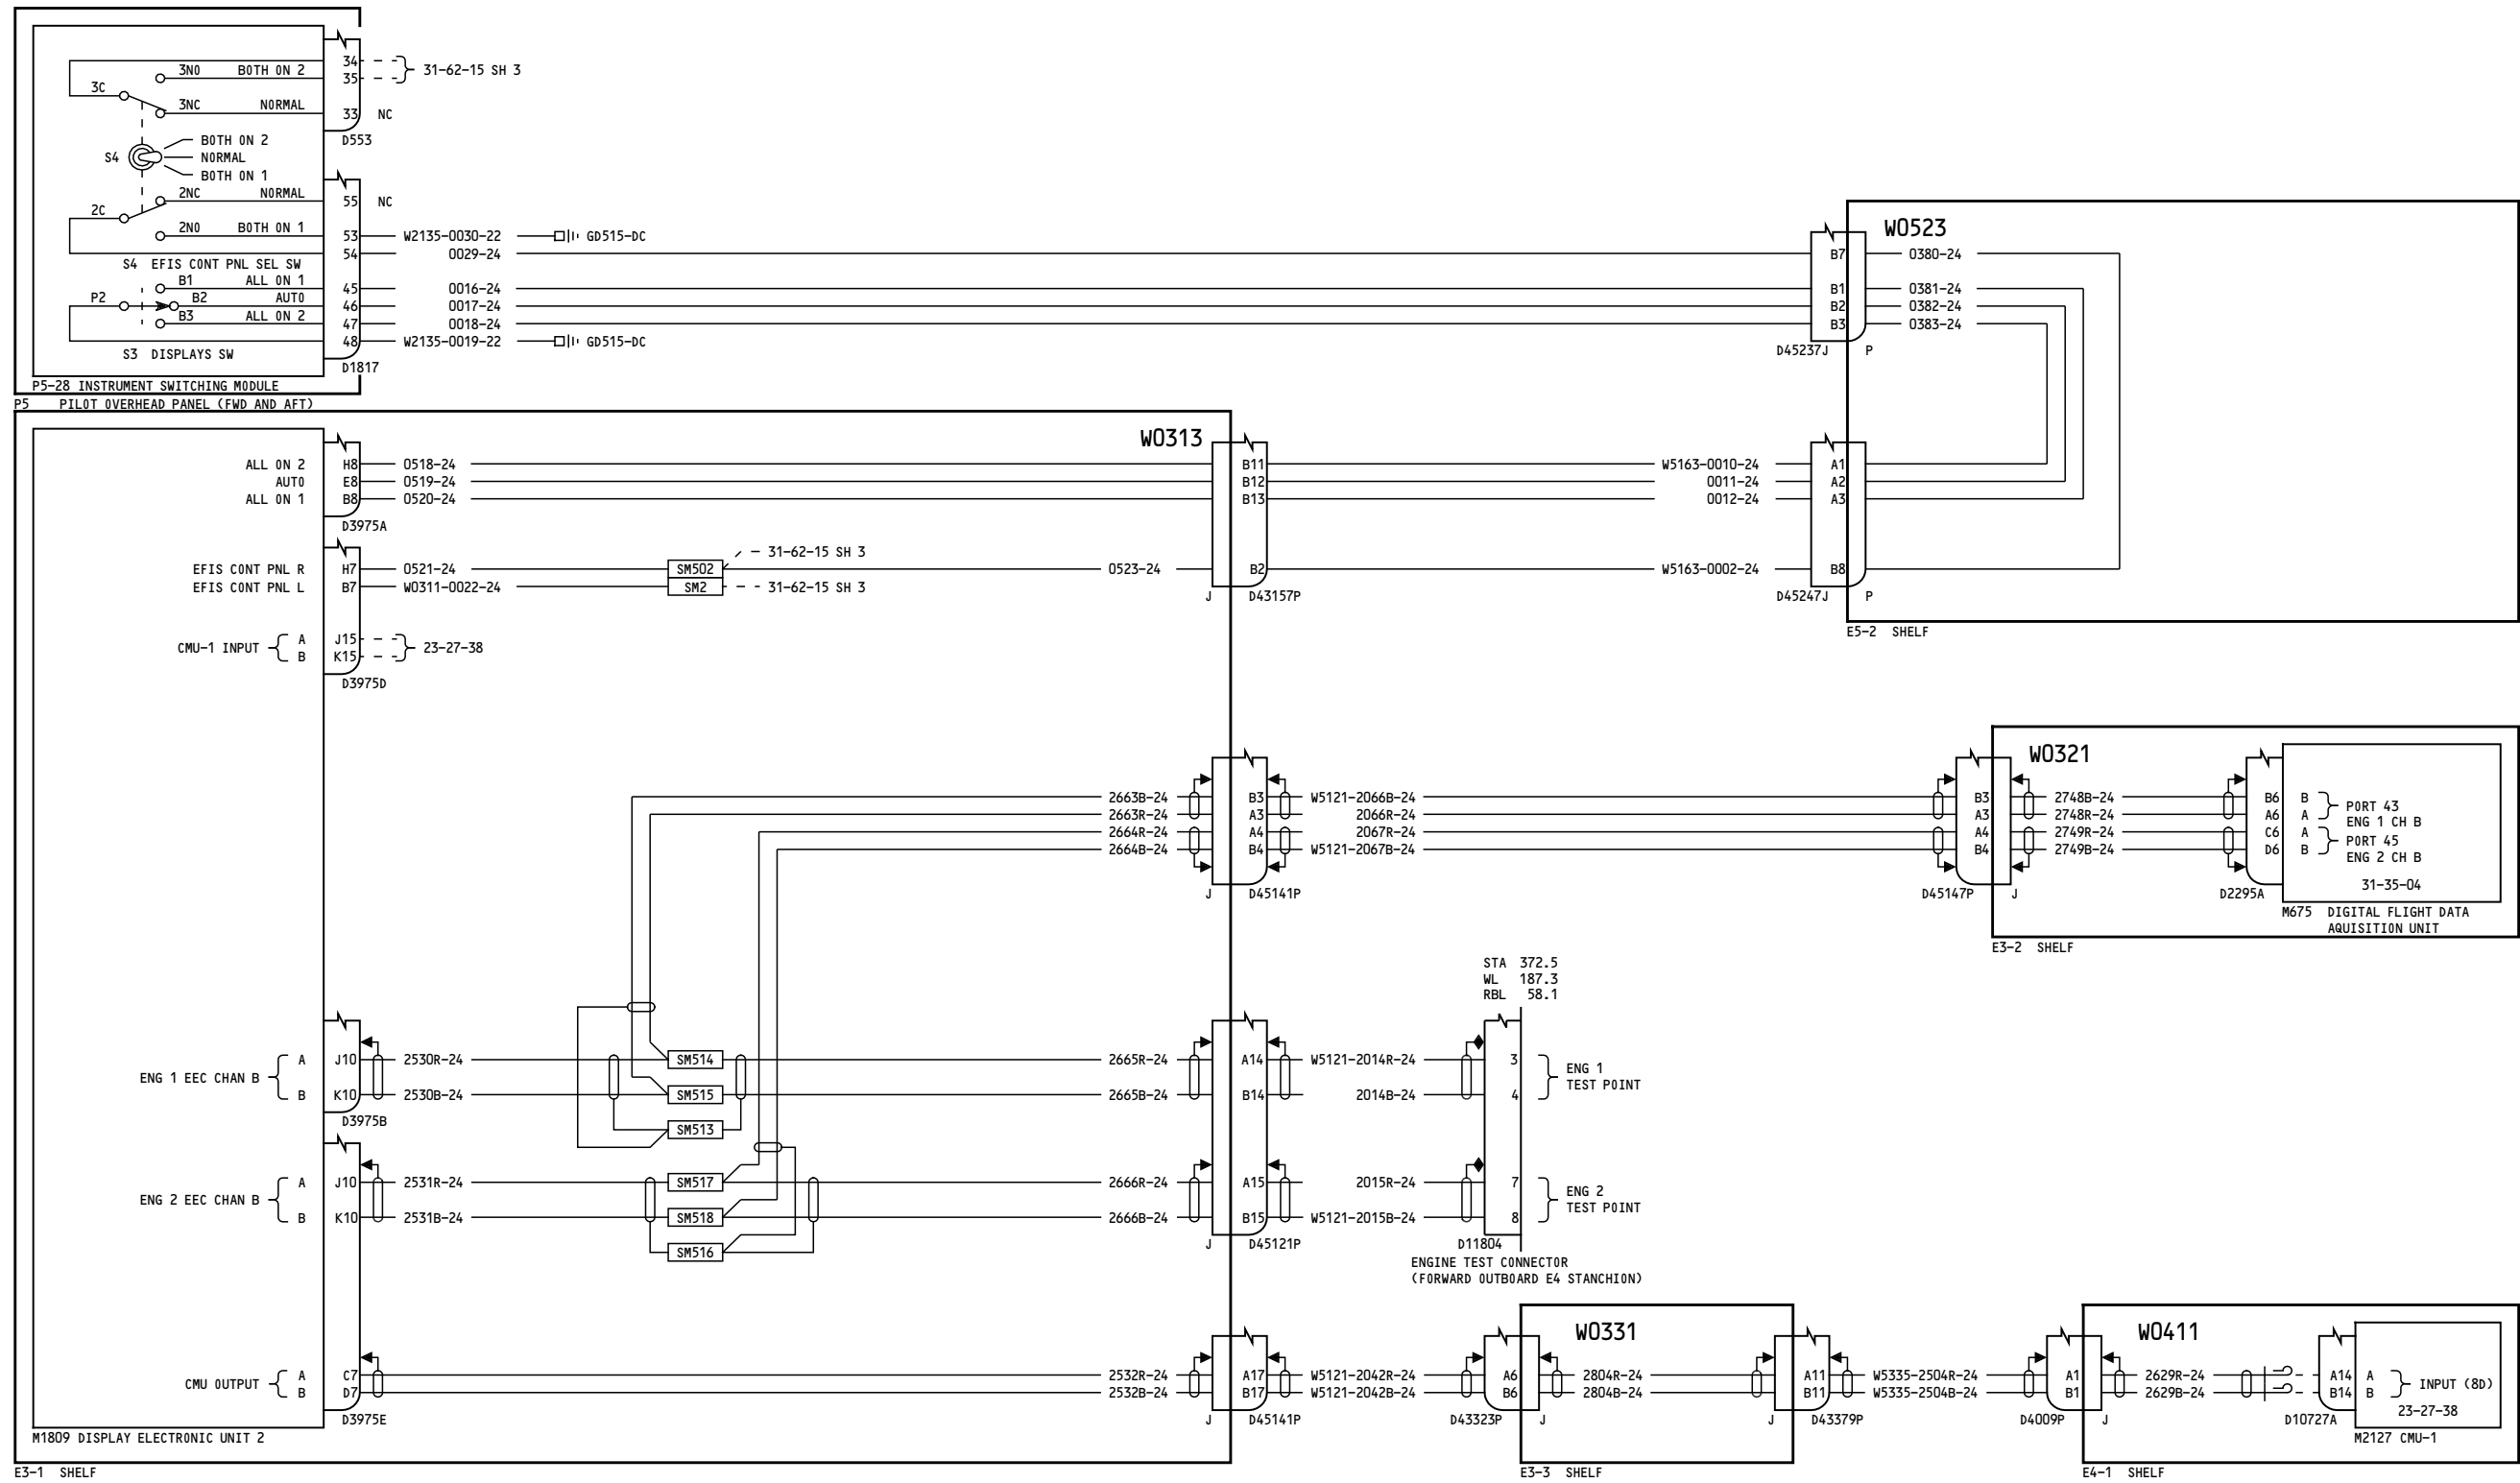 34
35
31-62-15 SH 3
3NO BOTH ON 2
3C
3NC NORMAL
33 NC
D553
S4
BOTH ON 2
NORMAL
BOTH ON 1
2NC NORMAL
55 NC
2C
2NO BOTH ON 1
53 W2135-0030-22 GD515-DC
54 0029-24
S4 EFIS CONT PNL SEL SW
B1 ALL ON 1 45 0016-24
P2 B2 AUTO 46 0017-24
B3 ALL ON 2 47 0018-24
48 W2135-0019-22 GD515-DC
S3 DISPLAYS SW
D1817
P5-28 INSTRUMENT SWITCHING MODULE
P5 PILOT OVERHEAD PANEL (FWD AND AFT)
W0523
B7 0380-24
B1 0381-24
B2 0382-24
B3 0383-24
D45237J P
W0313
ALL ON 2 H8 0518-24 B11 W5163-0010-24 A1
AUTO E8 0519-24 B12 0011-24 A2
ALL ON 1 B8 0520-24 B13 0012-24 A3
D3975A
31-62-15 SH 3
EFIS CONT PNL R H7 0521-24 SM502 0523-24 B2 W5163-0002-24 B8
EFIS CONT PNL L B7 W0311-0022-24 SM2 31-62-15 SH 3
J D43157P D45247J P
E5-2 SHELF
CMU-1 INPUT
A J15
B K15
23-27-38
D3975D
W0321
2663B-24 B3 W5121-2066B-24 B3 2748B-24 B6 B
2663R-24 A3 2066R-24 A3 2748R-24 A6 A
PORT 43
ENG 1 CH B
2664R-24 A4 2067R-24 A4 2749R-24 C6 A
2664B-24 B4 W5121-2067B-24 B4 2749B-24 D6 B
PORT 45
ENG 2 CH B
31-35-04
J D45141P D45147P J D2295A
M675 DIGITAL FLIGHT DATA
AQUISITION UNIT
E3-2 SHELF
STA 372.5
WL 187.3
RBL 58.1
ENG 1 EEC CHAN B
A J10 2530R-24 SM514 2665R-24 A14 W5121-2014R-24 3
B K10 2530B-24 SM515 2665B-24 B14 2014B-24 4
ENG 1
TEST POINT
D3975B
SM513
ENG 2 EEC CHAN B
A J10 2531R-24 SM517 2666R-24 A15 2015R-24 7
B K10 2531B-24 SM518 2666B-24 B15 W5121-2015B-24 8
ENG 2
TEST POINT
SM516
J D45121P D11804
ENGINE TEST CONNECTOR
(FORWARD OUTBOARD E4 STANCHION)
W0331
W0411
CMU OUTPUT
A C7 2532R-24 A17 W5121-2042R-24 A6 2804R-24 A11 W5335-2504R-24 A1 2629R-24 A14 A
B D7 2532B-24 B17 W5121-2042B-24 B6 2804B-24 B11 W5335-2504B-24 B1 2629B-24 B14 B
INPUT (8D)
23-27-38
D3975E J D45141P D43323P J J D43379P D4009P J D10727A
M1809 DISPLAY ELECTRONIC UNIT 2
M2127 CMU-1
E3-1 SHELF
E3-3 SHELF
E4-1 SHELF